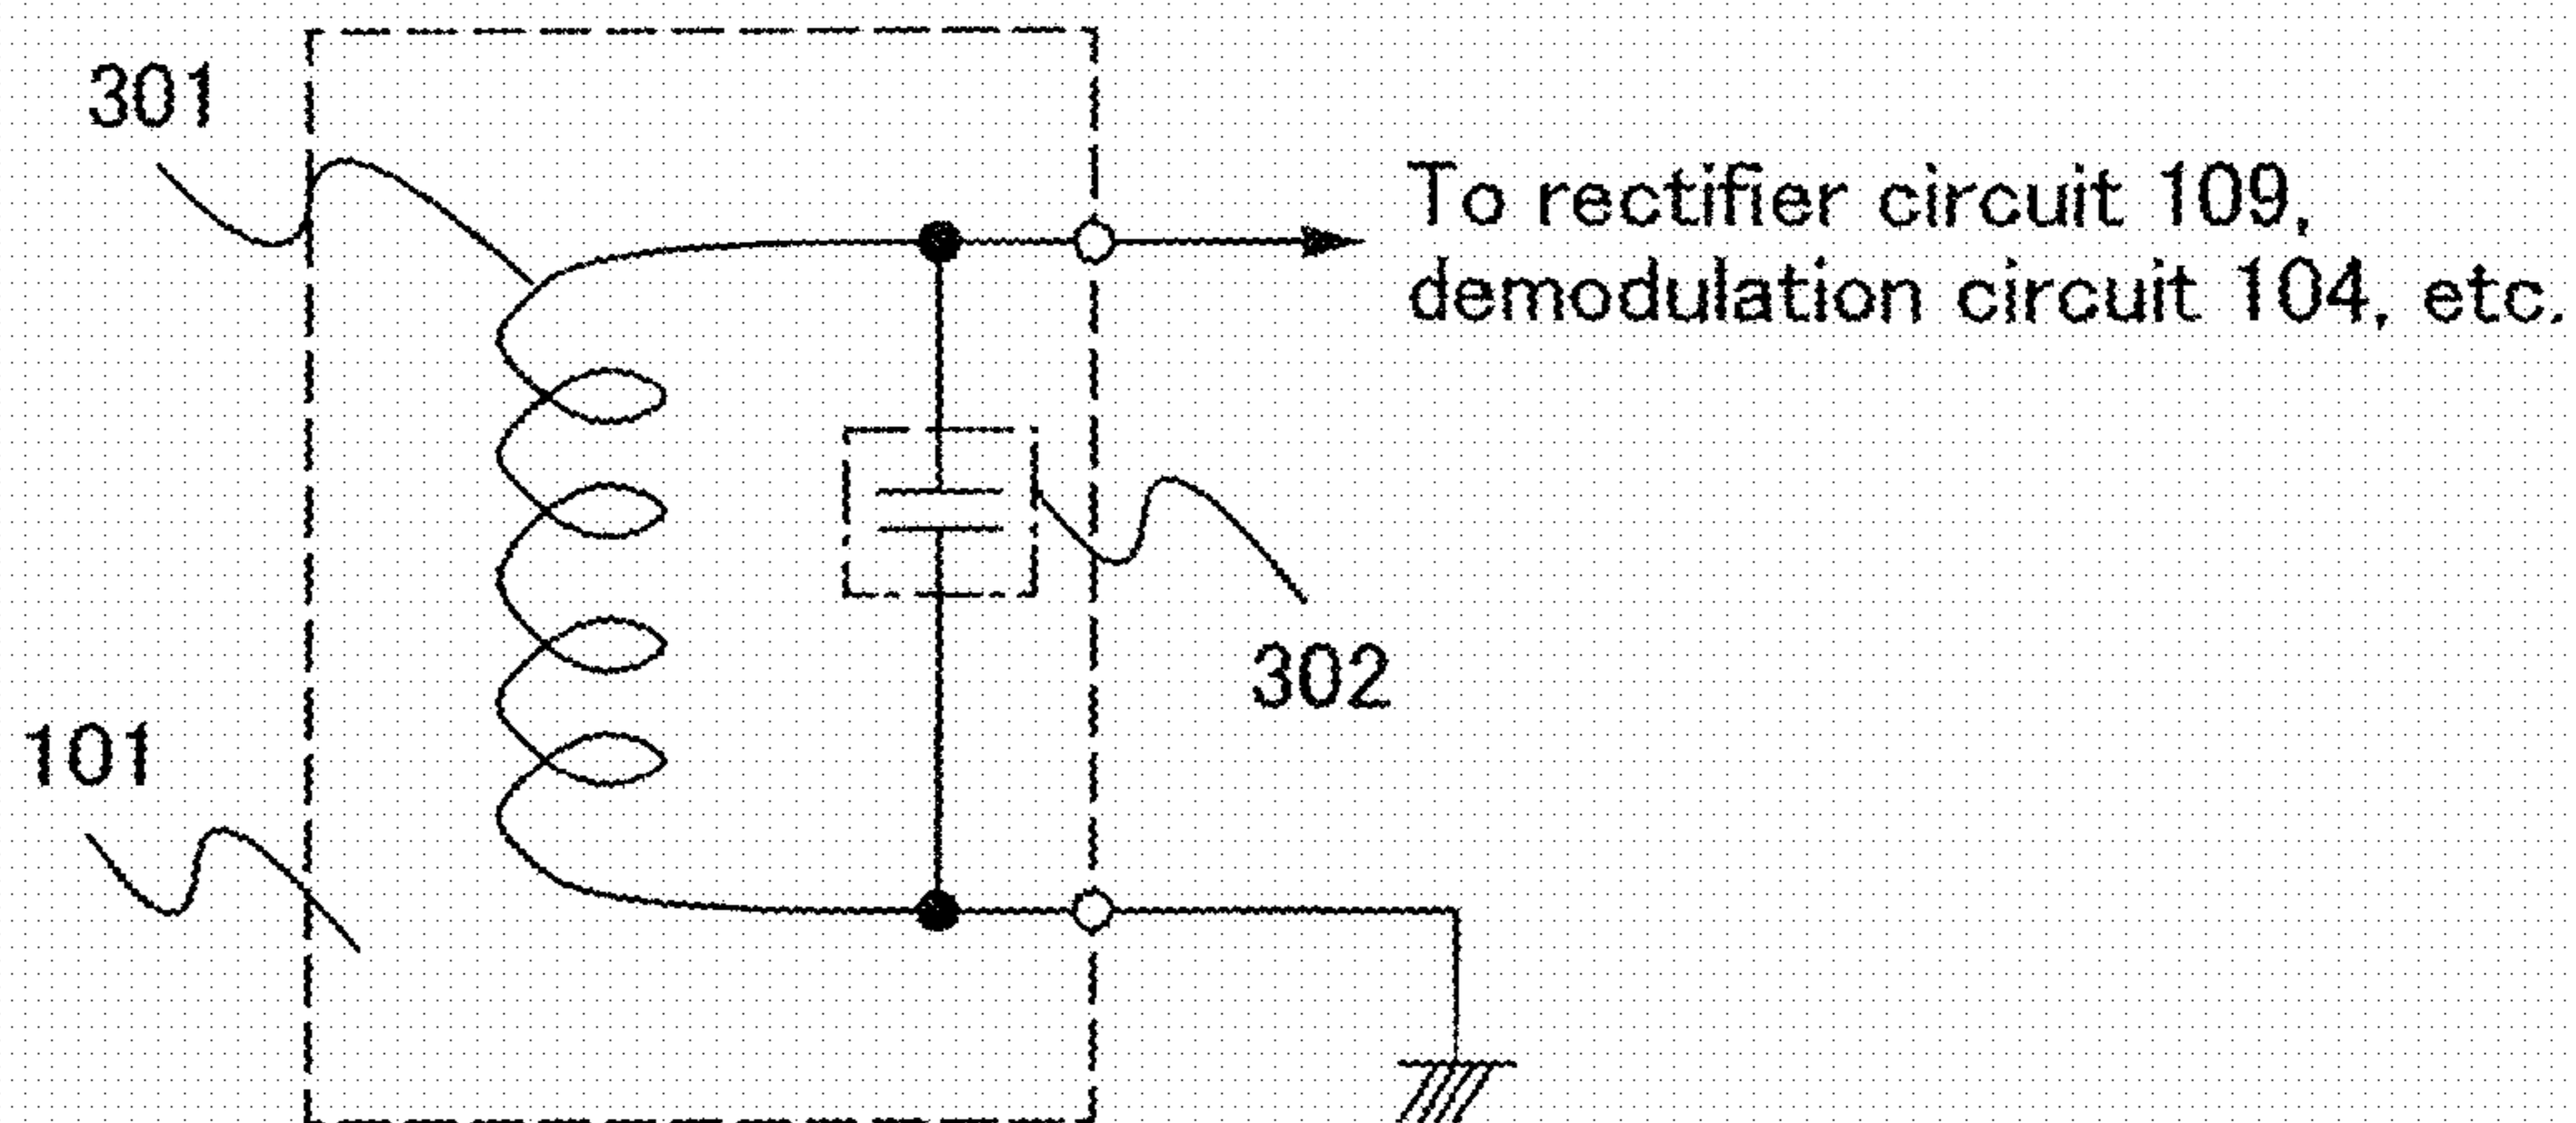 301
To rectifier circuit 109,
demodulation circuit 104, etc.
302
101